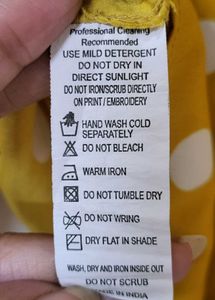 Professional Cleaning
Recommended
USE MILD DETERGENT
DO NOT DRY IN
DIRECT SUNLIGHT
DO NOT IRON/SCRUB DIRECTLY
ON PRINT / EMBROIDERY
HAND WASH COLD
SEPARATELY
DO NOT BLEACH
WARM IRON
DO NOT TUMBLE DRY
DO NOT WRING
DRY FLAT IN SHADE
WASH, DRY AND IRON INSIDE OUT
DO NOT SCRUB
IN INDIA